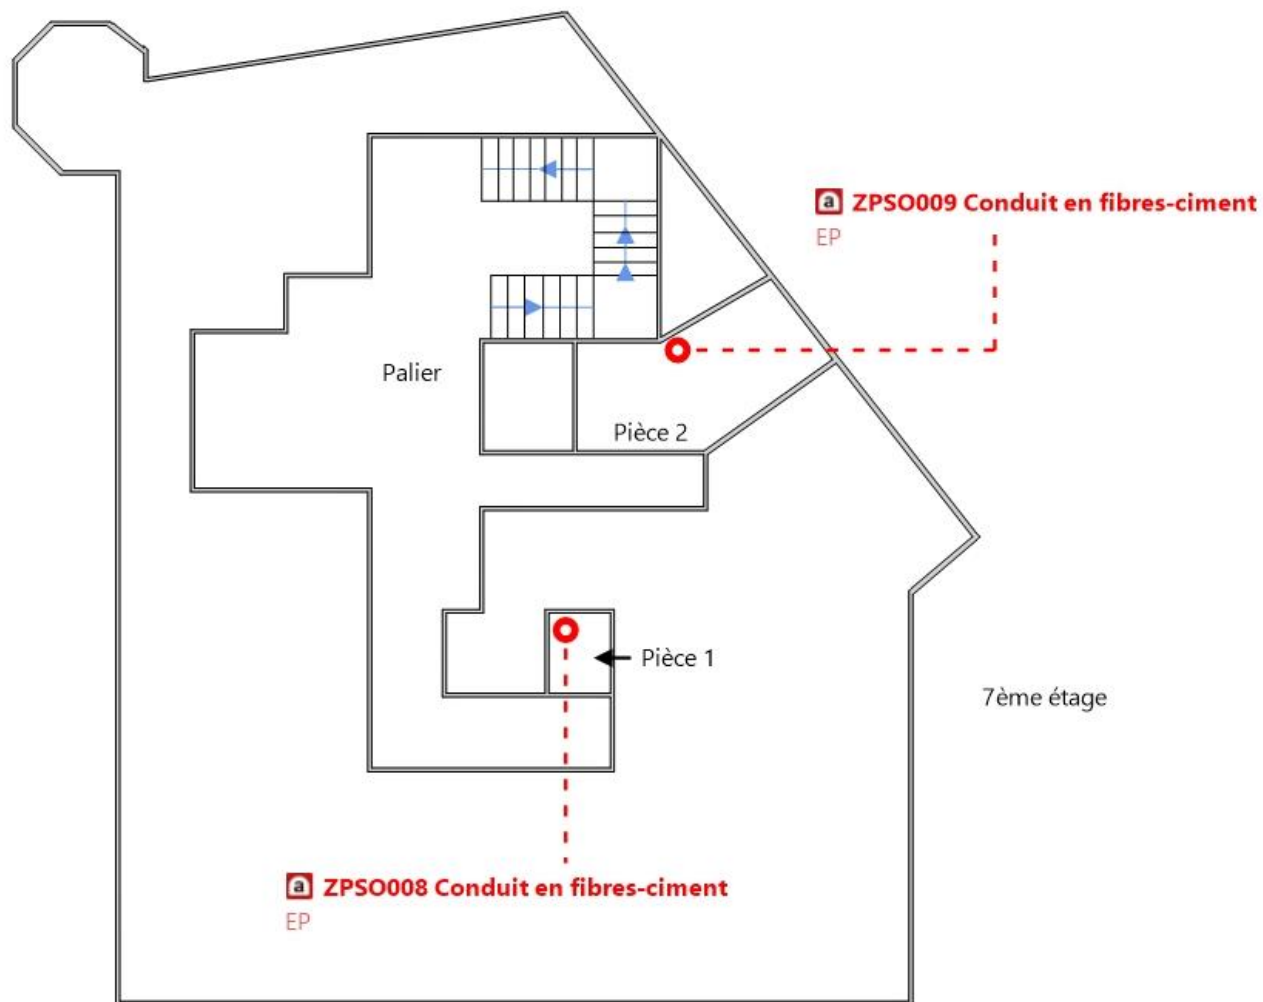 a ZPSO009 Conduit en fibres-ciment
EP
Palier
Pièce 2
Pièce 1
7ème étage
a ZPSO008 Conduit en fibres-ciment
EP